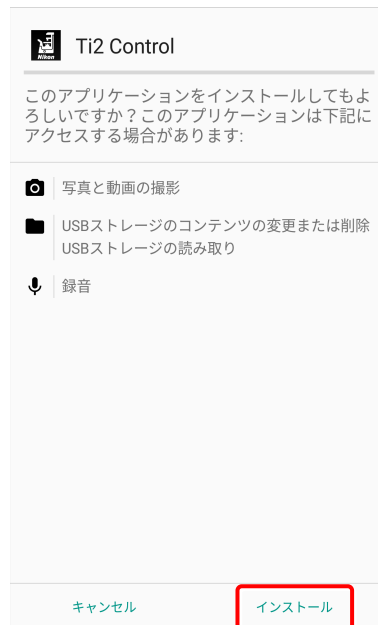 Nikon
Ti2 Control
このアプリケーションをインストールしてもよ
ろしいですか？このアプリケーションは下記に
アクセスする場合があります:
写真と動画の撮影
USBストレージのコンテンツの変更または削除
USBストレージの読み取り
録音
キャンセル
インストール